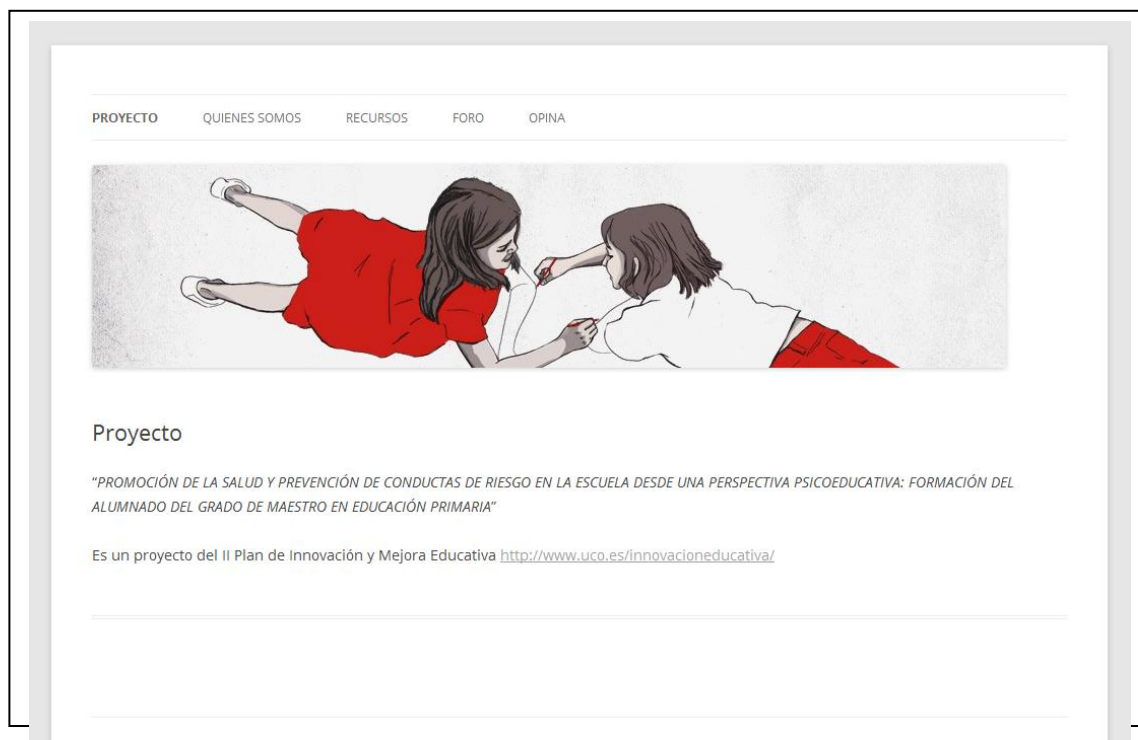 PROYECTO QUIENES SOMOS RECURSOS FORO OPINA
Proyecto
“PROMOCIÓN DE LA SALUD Y PREVENCIÓN DE CONDUCTAS DE RIESGO EN LA ESCUELA DESDE UNA PERSPECTIVA PSICOEDUCATIVA: FORMACIÓN DEL
ALUMNADO DEL GRADO DE MAESTRO EN EDUCACIÓN PRIMARIA”
Es un proyecto del II Plan de Innovación y Mejora Educativa http://www.uco.es/innovacioneducativa/